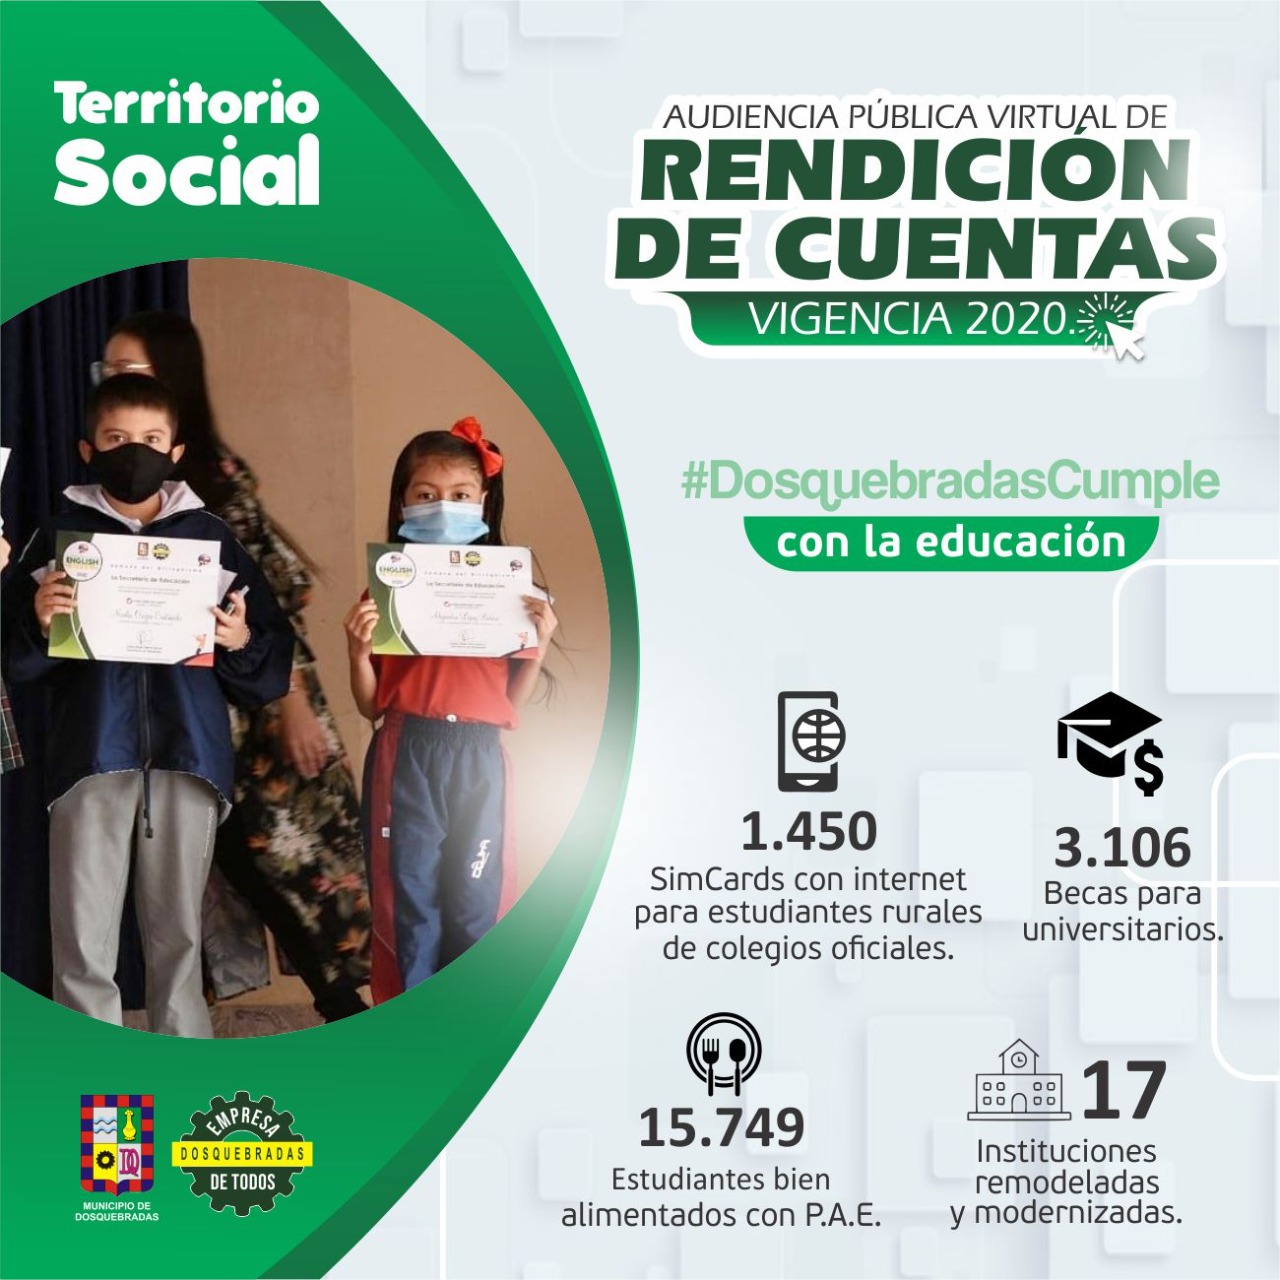 Territorio
Social
AUDIENCIA PÚBLICA VIRTUAL DE
RENDICIÓN
DE CUENTAS
VIGENCIA 2020.
#DosquebradasCumple
con la educación
1.450
SimCards con internet
para estudiantes rurales
de colegios oficiales.
3.106
Becas para
universitarios.
15.749
Estudiantes bien
alimentados con P.A.E.
17
Instituciones
remodeladas
y modernizadas.
ENGLISH
La Secretaría de Educación
ENGLISH
La Secretaría de Educación
MUNICIPIO DE
DOSQUEBRADAS
EMPRESA
DOSQUEBRADAS
DE TODOS